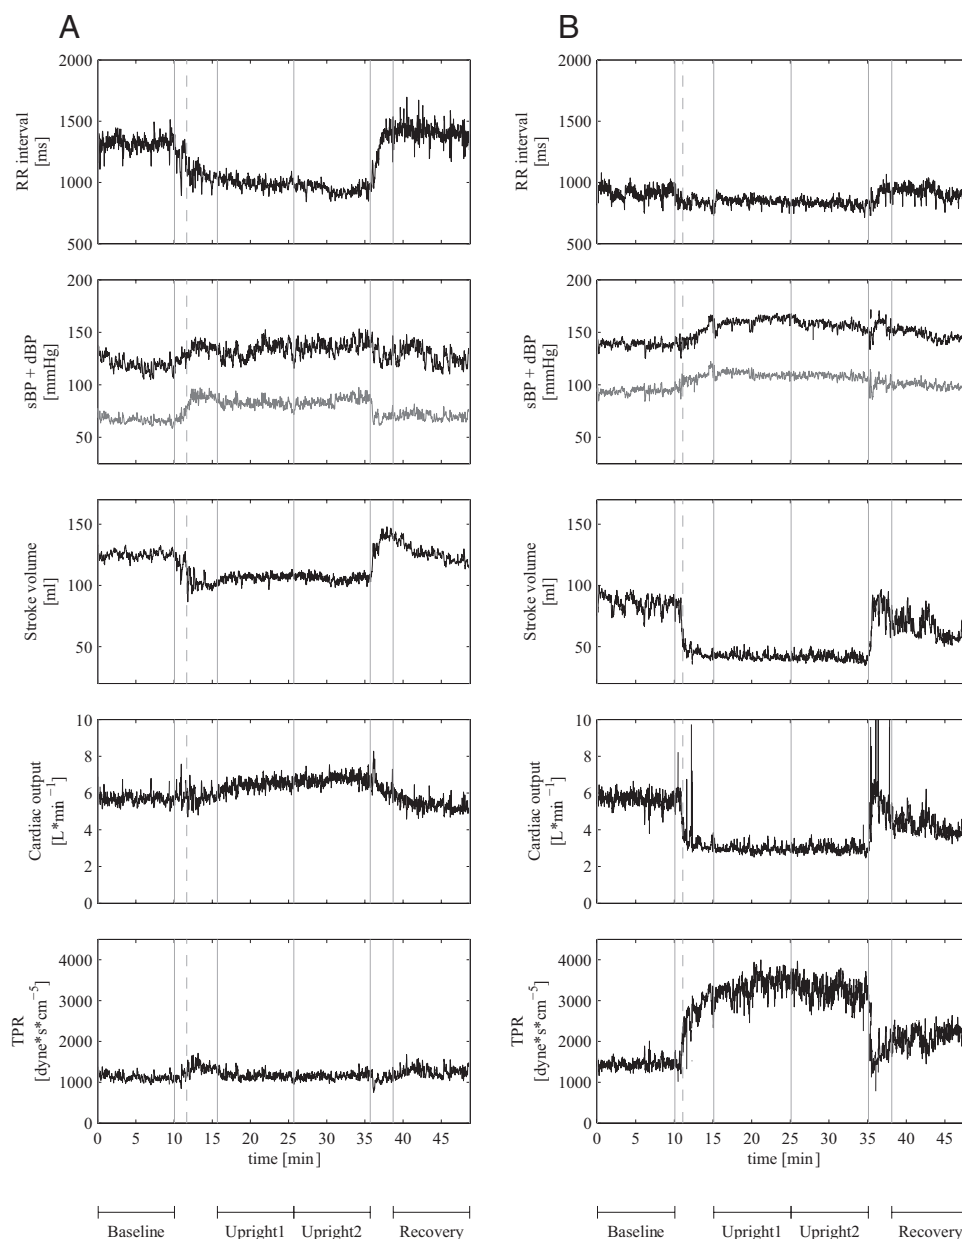 A
B
2000
1500
1000
500
RR interval
[ms]
2000
1500
1000
500
RR interval
[ms]
200
150
100
50
sBP + dBP
[mmHg]
200
150
100
50
sBP + dBP
[mmHg]
150
100
50
Stroke volume
[ml]
150
100
50
Stroke volume
[ml]
10
8
6
4
2
0
Cardiac output
[L*min⁻¹]
10
8
6
4
2
0
Cardiac output
[L*min⁻¹]
4000
3000
2000
1000
0
TPR
[dyne*s*cm⁻⁵]
0 5 10 15 20 25 30 35 40 45
time [min]
4000
3000
2000
1000
0
TPR
[dyne*s*cm⁻⁵]
0 5 10 15 20 25 30 35 40 45
time [min]
Baseline Upright1 Upright2 Recovery
Baseline Upright1 Upright2 Recovery